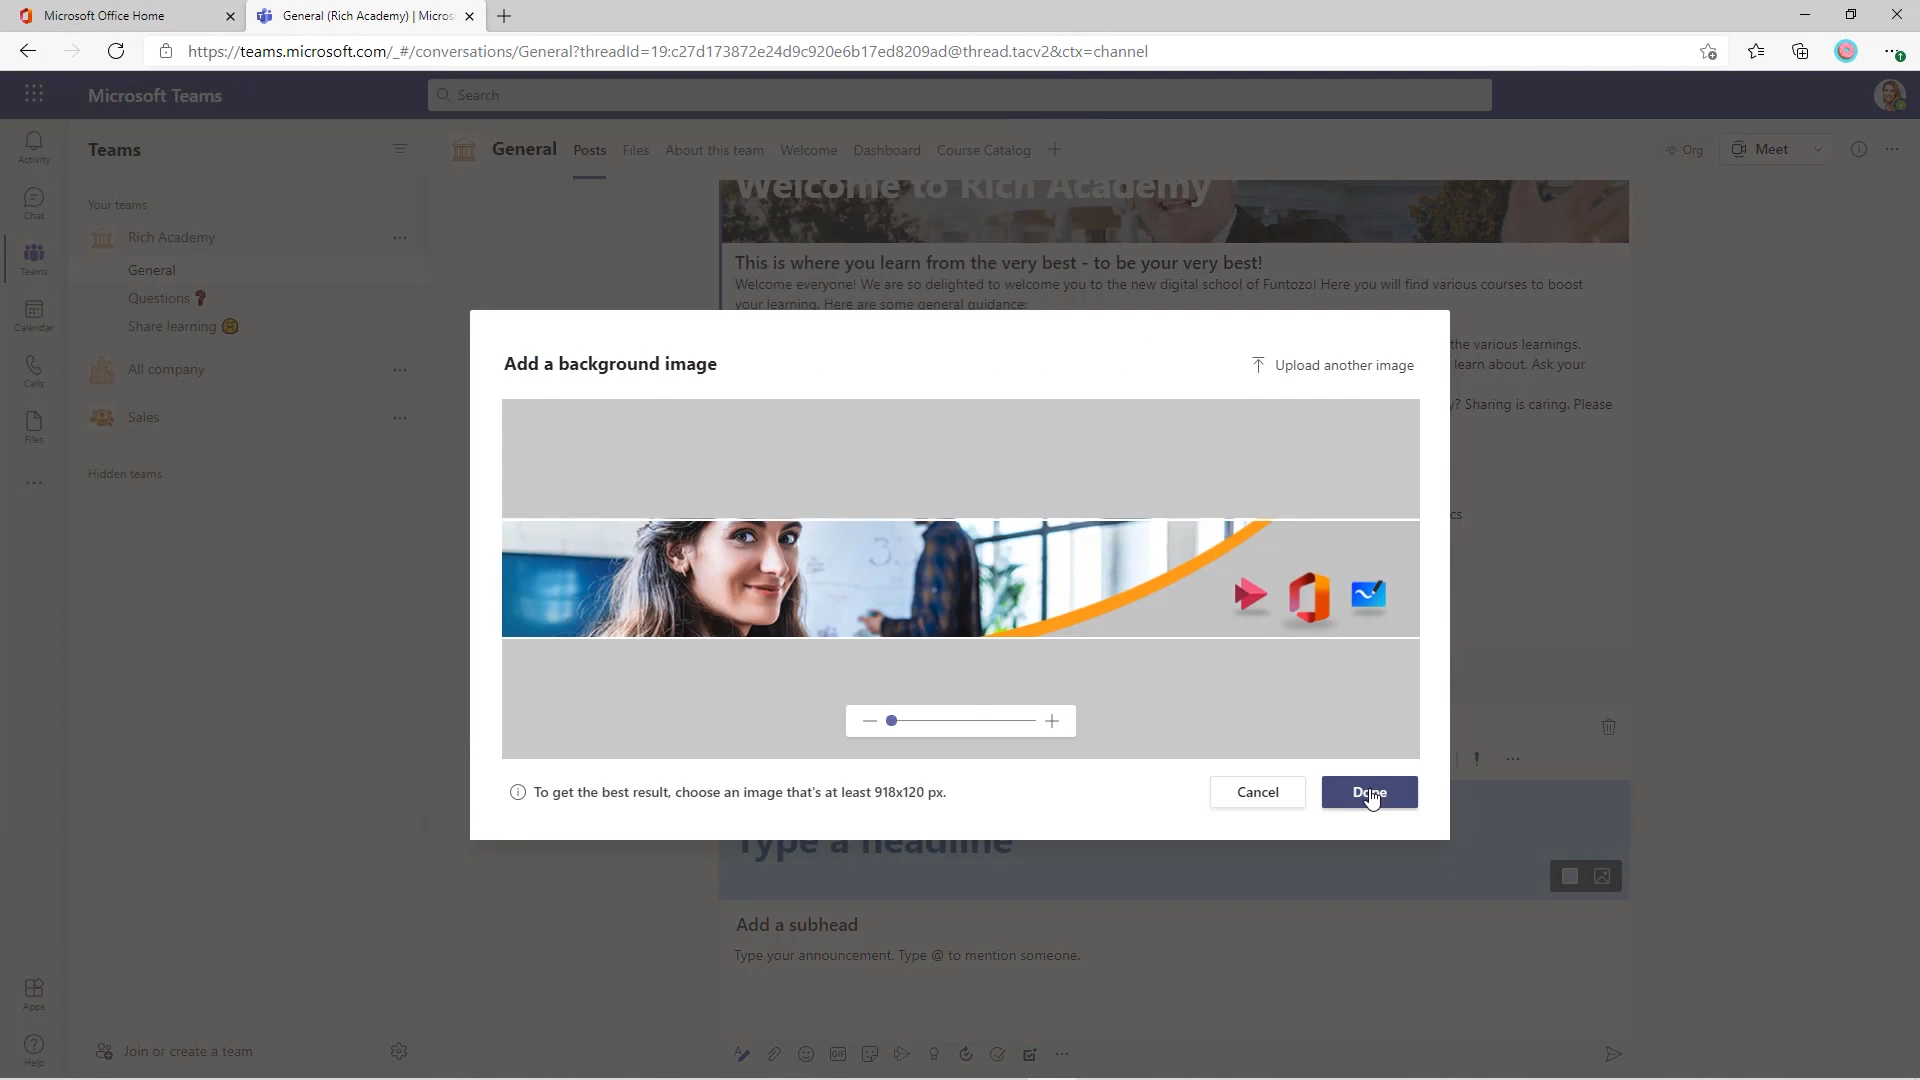 Microsoft Office Home
General (Rich Academy) | Micros
https://teams.microsoft.com/_#/conversations/General?threadId=19:c27d173872e24d9c920e6b17ed8209ad@thread.tacv2&ctx=channel
Microsoft Teams
Search
Activity
Chat
Teams
Calendar
Calls
Files
Apps
Help
Teams
Your teams
Rich Academy
General
Questions
Share learning
All company
Sales
Hidden teams
Join or create a team
General
Posts
Files
About this team
Welcome
Dashboard
Course Catalog
Org
Meet
Welcome to Rich Academy
This is where you learn from the very best - to be your very best!
Welcome everyone! We are so delighted to welcome you to the new digital school of Funtozo! Here you will find various courses to boost
your learning. Here are some general guidance:
the various learnings.
learn about. Ask your
y? Sharing is caring. Please
cs
Add a background image
Upload another image
3.
To get the best result, choose an image that's at least 918x120 px.
Cancel
Done
Type a headline
Add a subhead
Type your announcement. Type @ to mention someone.
GIF